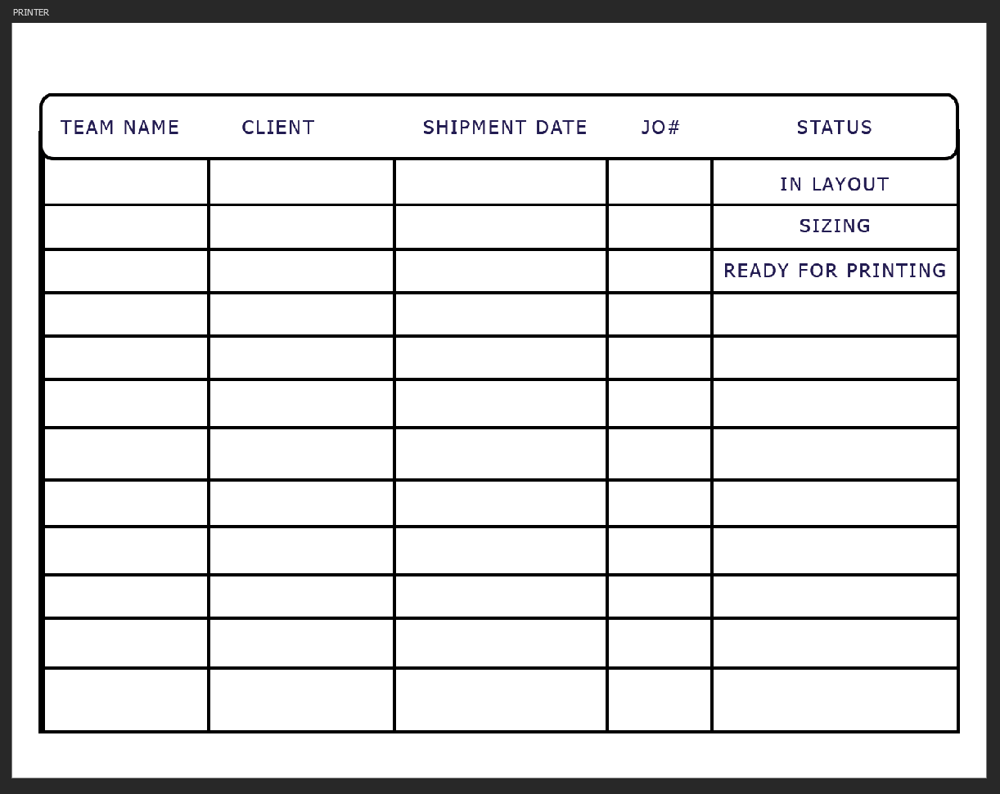 PRINTER
TEAM NAME CLIENT SHIPMENT DATE JO# STATUS
IN LAYOUT
SIZING
READY FOR PRINTING